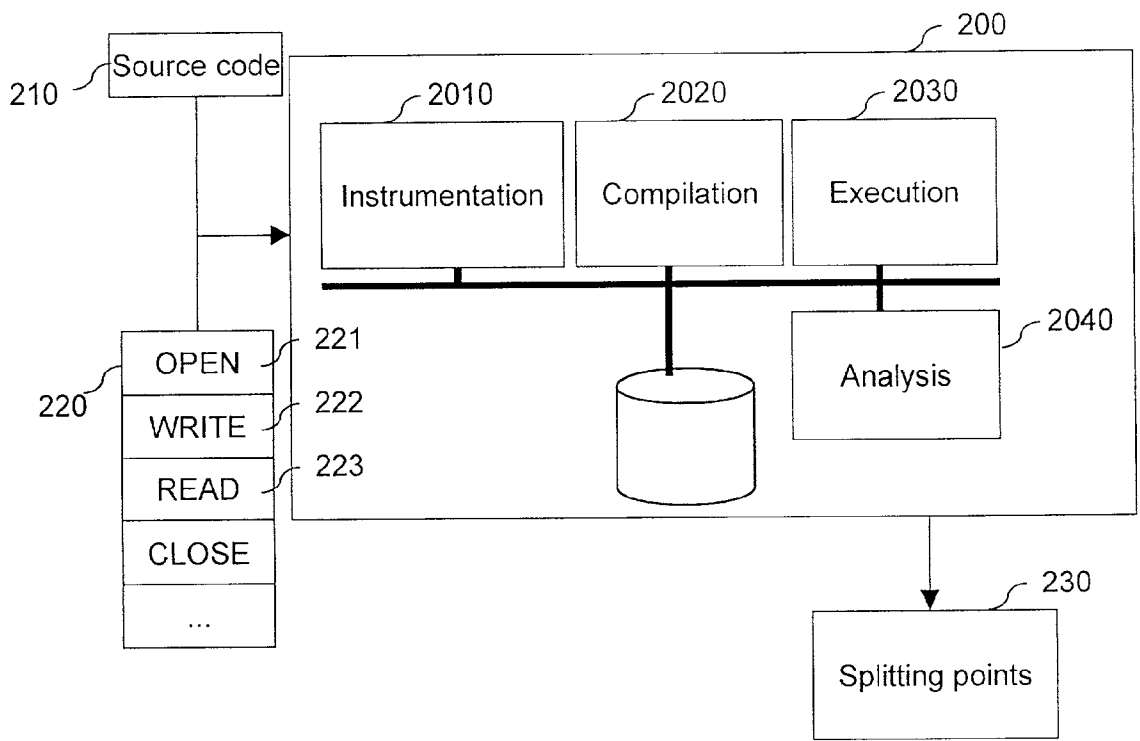 200
Source code
210
2010
2020
2030
Instrumentation
Compilation
Execution
2040
Analysis
221
OPEN
220
222
WRITE
223
READ
CLOSE
...
230
Splitting points